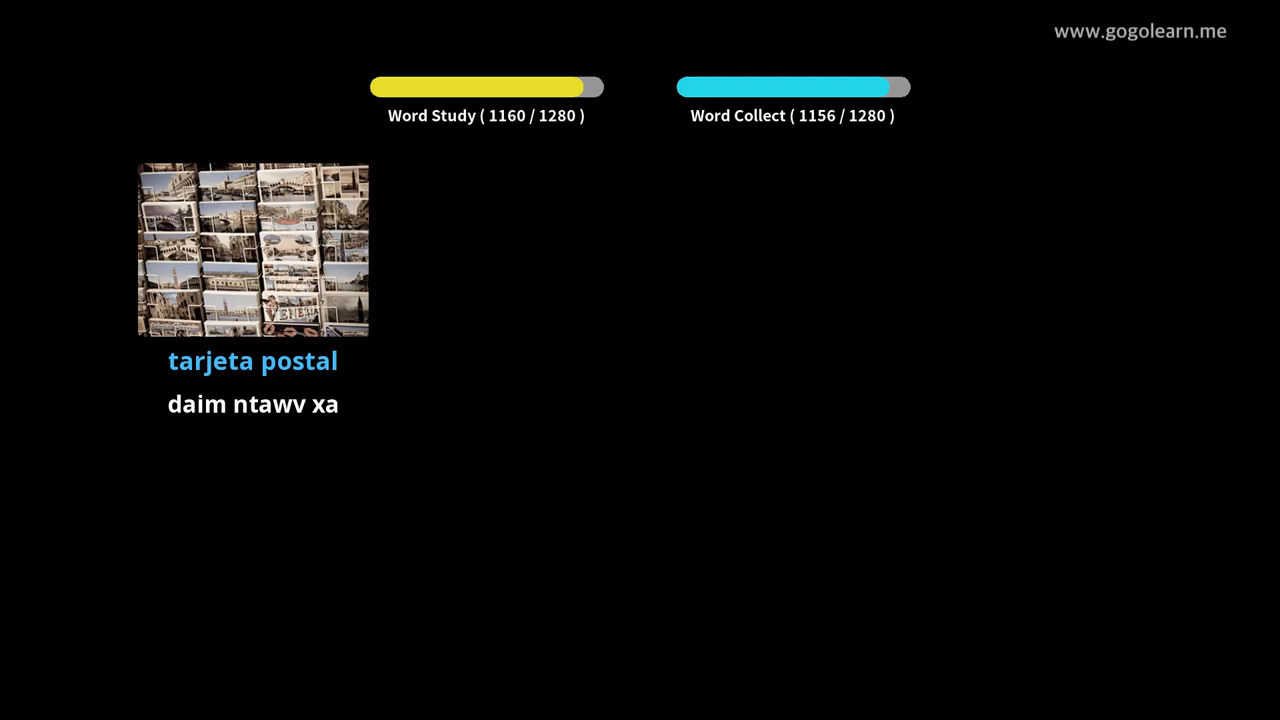 www.gogolearn.me
Word Study ( 1160 / 1280 )
Word Collect ( 1156 / 1280 )
tarjeta postal
daim ntawv xa